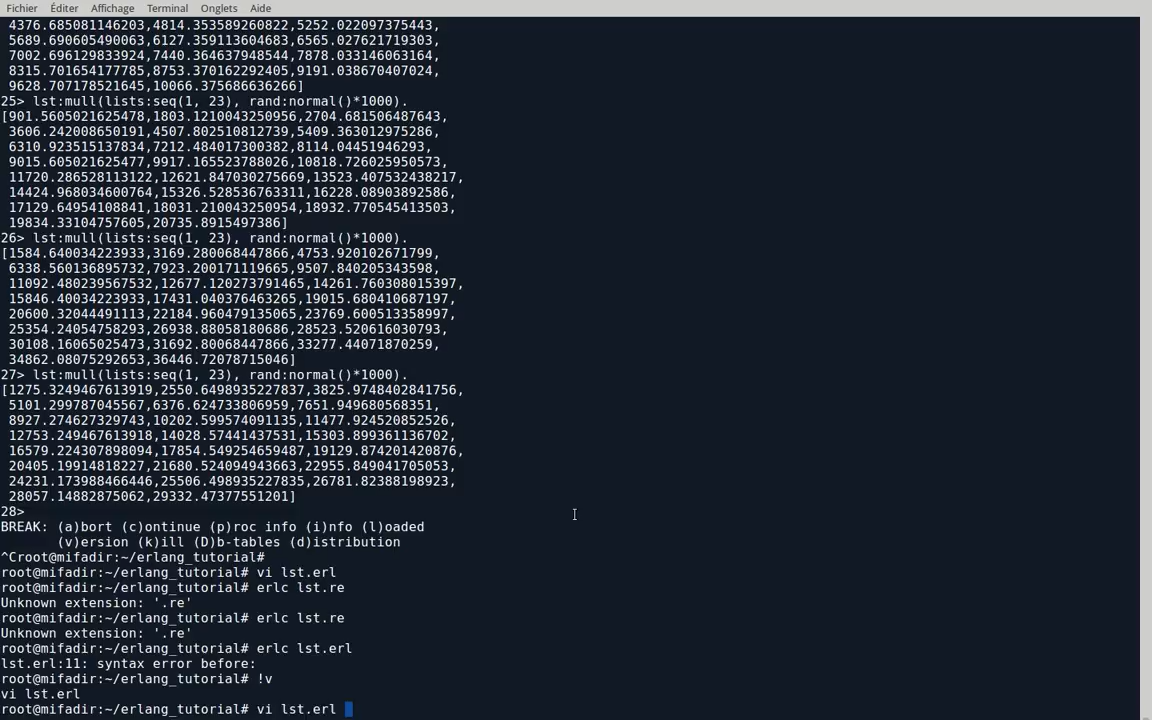 Fichier Éditer Affichage Terminal Onglets Aide
 4376.685081146203,4814.353589260822,5252.022097375443,
 5689.690605490063,6127.359113604683,6565.027621719303,
 7002.696129833924,7440.364637948544,7878.033146063164,
 8315.701654177785,8753.370162292405,9191.038670407024,
 9628.707178521645,10066.375686636266]
25> lst:mull(lists:seq(1, 23), rand:normal()*1000).
[901.5605021625478,1803.1210043250956,2704.681506487643,
 3606.242008650191,4507.802510812739,5409.363012975286,
 6310.923515137834,7212.484017300382,8114.04451946293,
 9015.605021625477,9917.165523788026,10818.726025950573,
 11720.286528113122,12621.847030275669,13523.407532438217,
 14424.968034600764,15326.528536763311,16228.08903892586,
 17129.64954108841,18031.210043250954,18932.770545413503,
 19834.33104757605,20735.8915497386]
26> lst:mull(lists:seq(1, 23), rand:normal()*1000).
[1584.640034223933,3169.280068447866,4753.920102671799,
 6338.560136895732,7923.200171119665,9507.840205343598,
 11092.480239567532,12677.120273791465,14261.760308015397,
 15846.40034223933,17431.040376463265,19015.680410687197,
 20600.32044491113,22184.960479135065,23769.600513358997,
 25354.24054758293,26938.88058180686,28523.520616030793,
 30108.16065025473,31692.80068447866,33277.44071870259,
 34862.08075292653,36446.72078715046]
27> lst:mull(lists:seq(1, 23), rand:normal()*1000).
[1275.3249467613919,2550.6498935227837,3825.9748402841756,
 5101.299787045567,6376.624733806959,7651.949680568351,
 8927.274627329743,10202.599574091135,11477.924520852526,
 12753.249467613918,14028.57441437531,15303.899361136702,
 16579.224307898094,17854.549254659487,19129.874201420876,
 20405.19914818227,21680.524094943663,22955.849041705053,
 24231.173988466446,25506.498935227835,26781.82388198923,
 28057.14882875062,29332.47377551201]
28>
BREAK: (a)bort (c)ontinue (p)roc info (i)nfo (l)oaded
       (v)ersion (k)ill (D)b-tables (d)istribution
^Croot@mifadir:~/erlang_tutorial#
root@mifadir:~/erlang_tutorial# vi lst.erl
root@mifadir:~/erlang_tutorial# erlc lst.re
Unknown extension: '.re'
root@mifadir:~/erlang_tutorial# erlc lst.re
Unknown extension: '.re'
root@mifadir:~/erlang_tutorial# erlc lst.erl
lst.erl:11: syntax error before:
root@mifadir:~/erlang_tutorial# !v
vi lst.erl
root@mifadir:~/erlang_tutorial# vi lst.erl